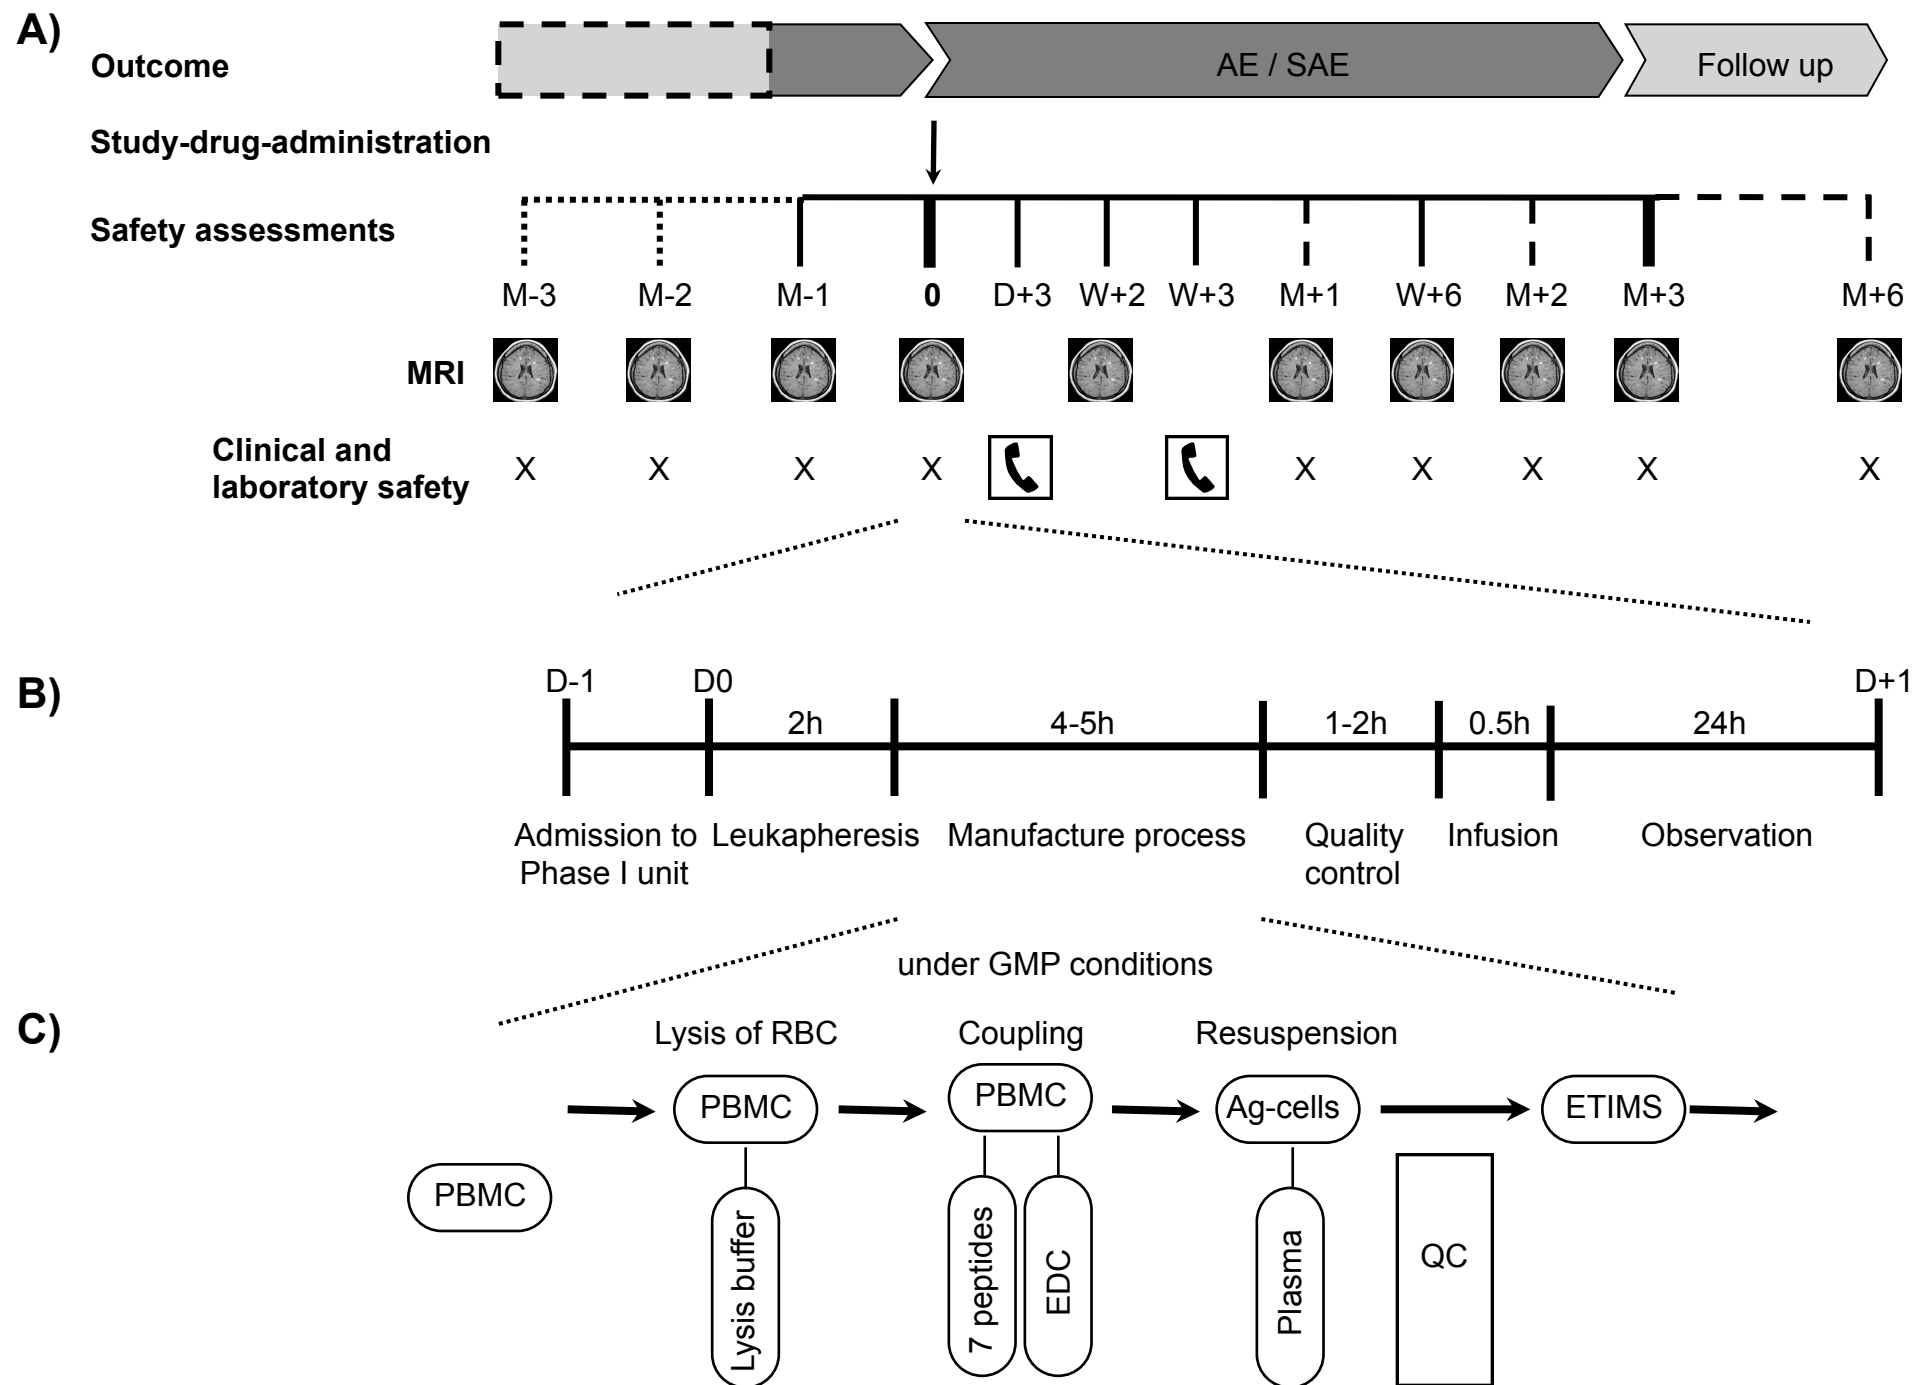 A)
Outcome
AE / SAE
Follow up
Study-drug-administration
Safety assessments
M-3 M-2 M-1 0 D+3 W+2 W+3 M+1 W+6 M+2 M+3 M+6
MRI
Clinical and
laboratory safety
X X X X X X X X X
B)
D-1 D0 D+1
2h 4-5h 1-2h 0.5h 24h
Admission to
Phase I unit
Leukapheresis
Manufacture process
Quality
control
Infusion
Observation
under GMP conditions
C)
Lysis of RBC Coupling Resuspension
PBMC
PBMC
Lysis buffer
PBMC
7 peptides
EDC
Ag-cells
Plasma
QC
ETIMS